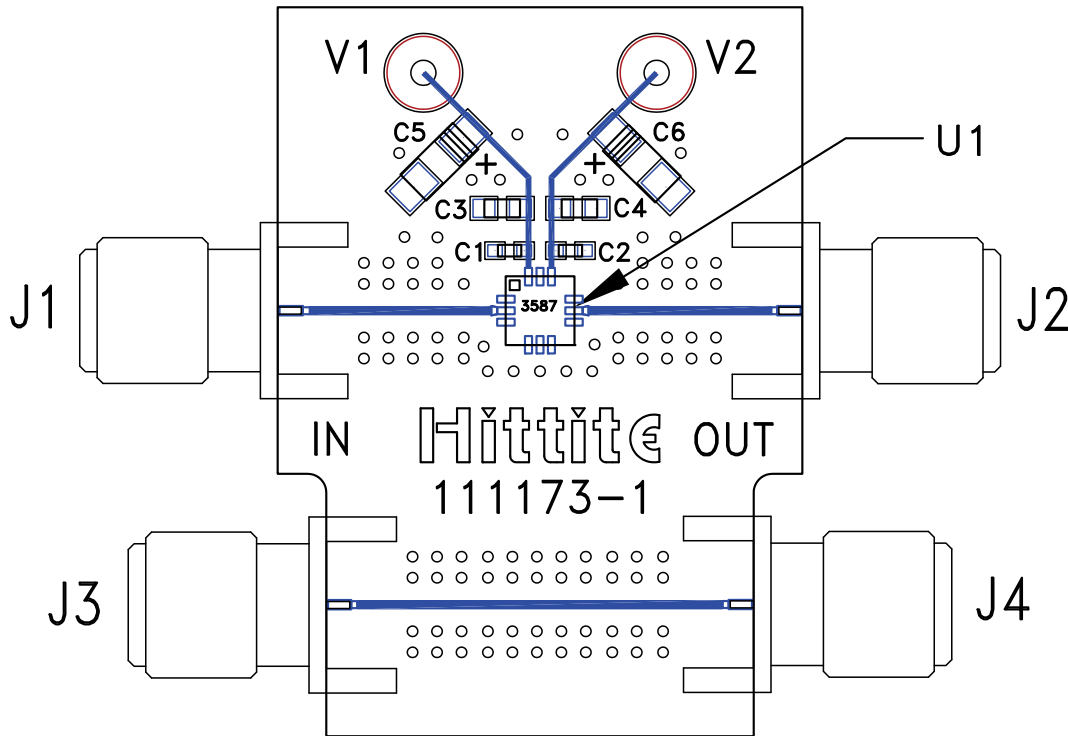 V1
V2
C5
C6
U1
+
+
C3
C4
C1
C2
J1
3587
J2
IN
Hittite
OUT
111173-1
J3
J4